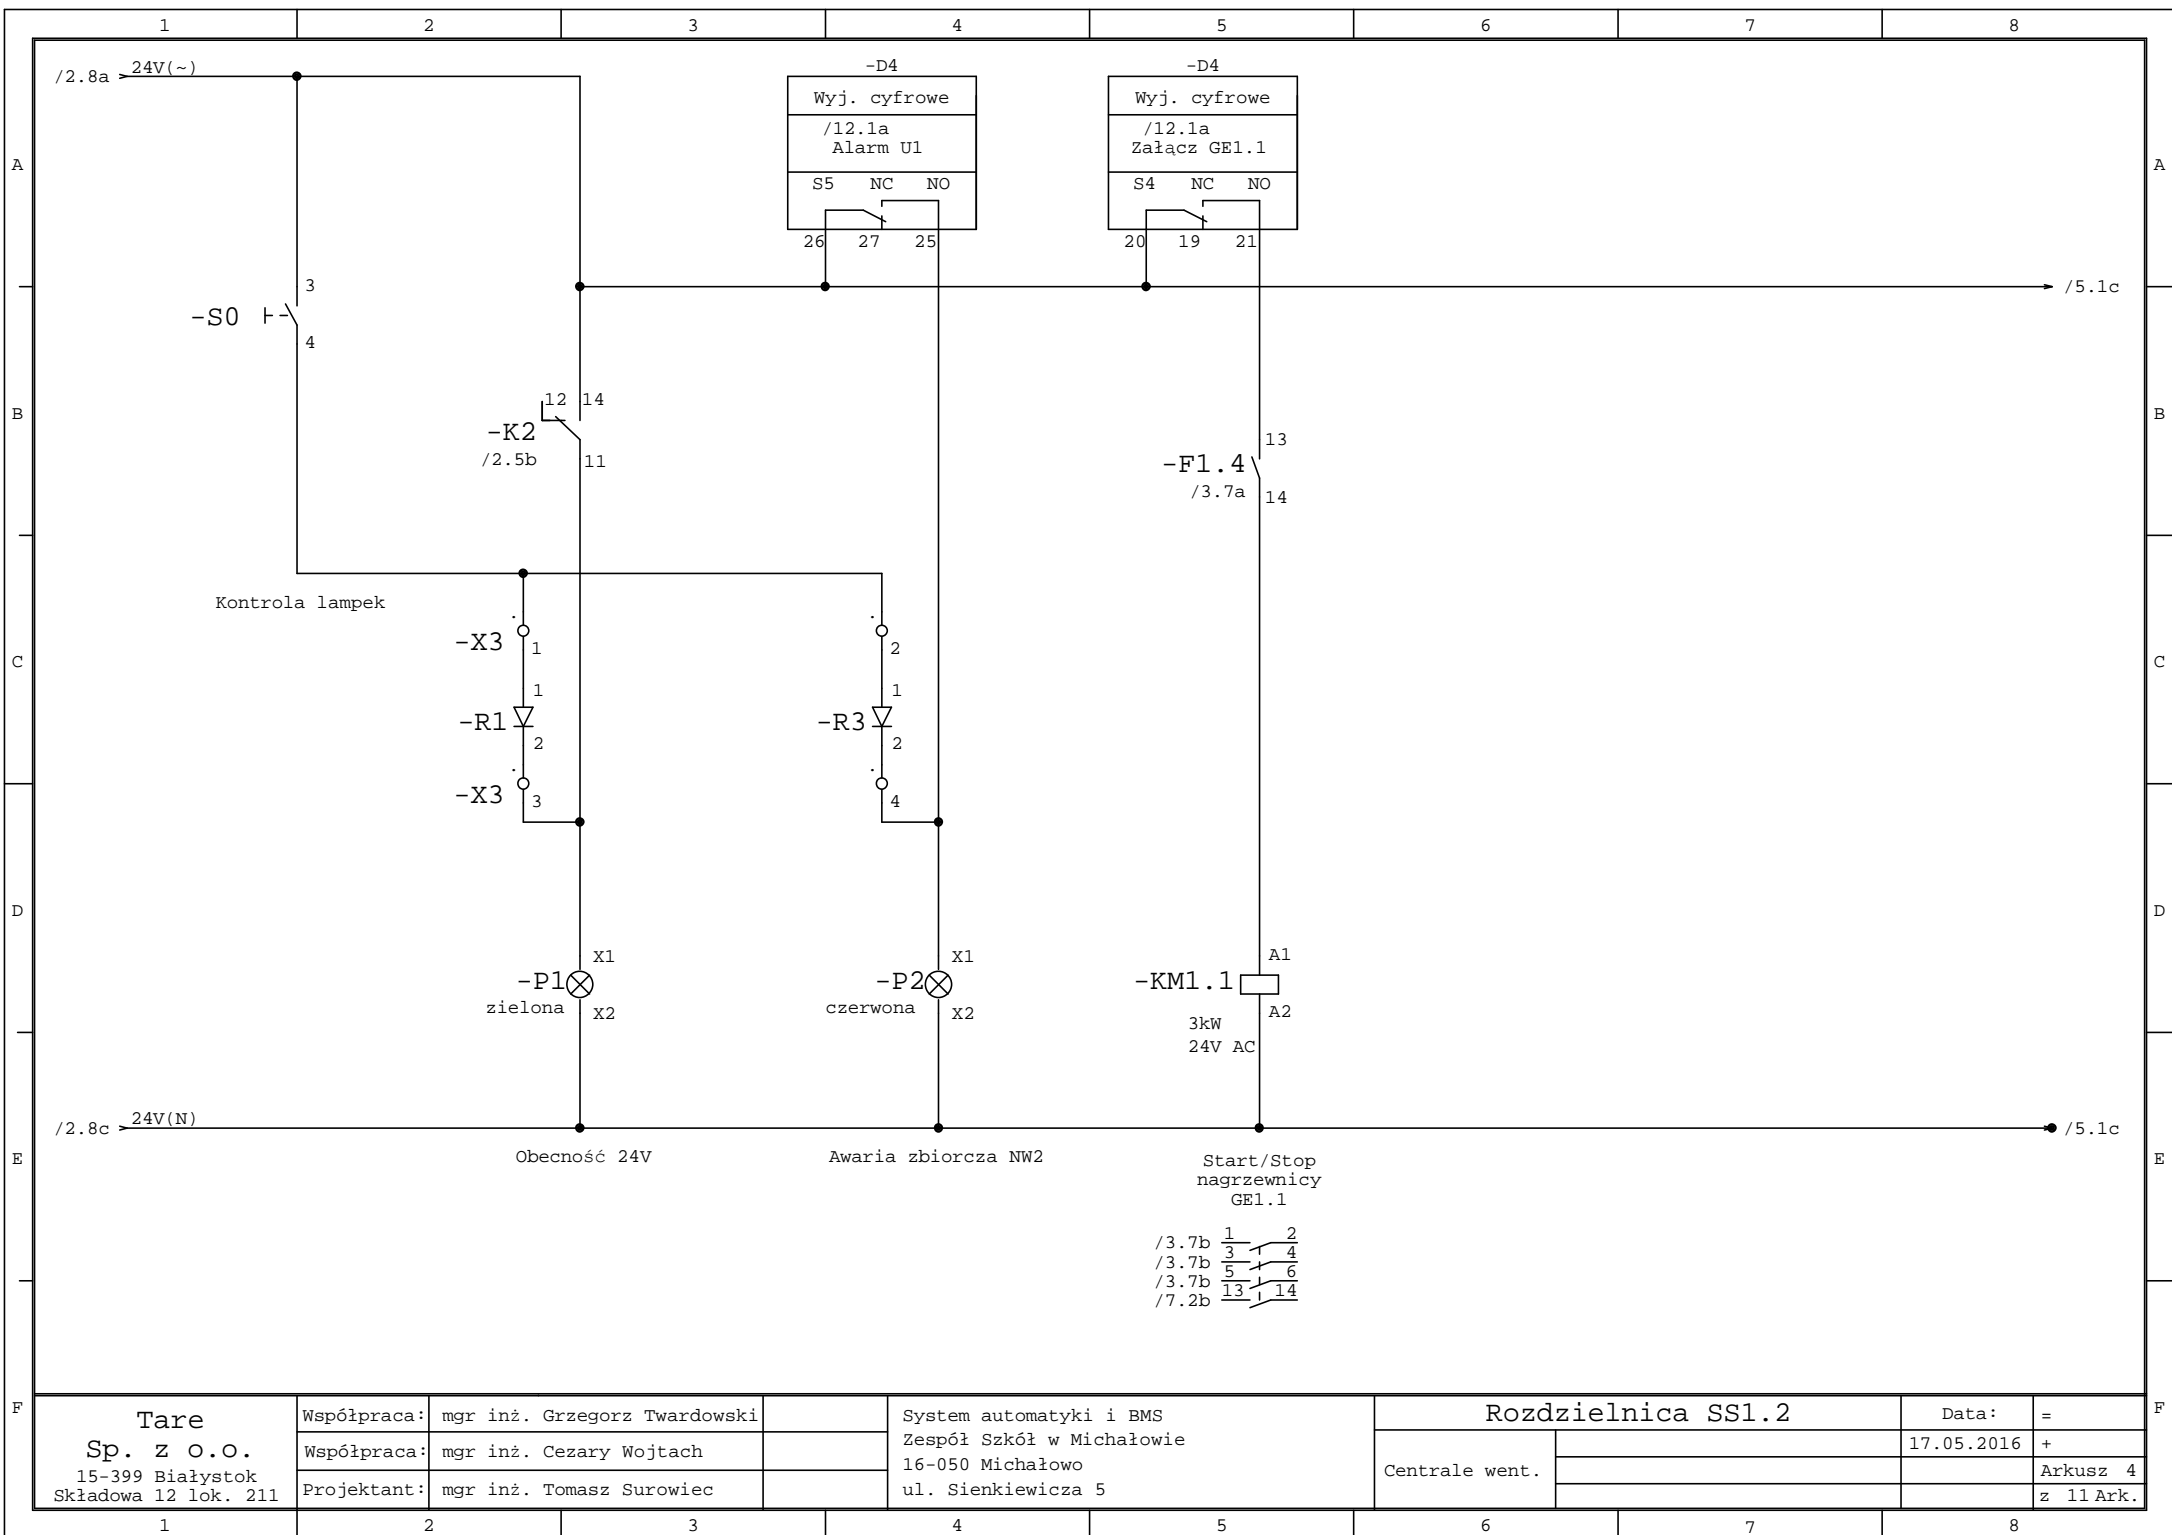 1 2 3 4 5 6 7 8
/2.8a 24V(~)
-D4
Wyj. cyfrowe
/12.1a
Alarm U1
S5 NC NO
26 27 25
-D4
Wyj. cyfrowe
/12.1a
Załącz GE1.1
S4 NC NO
20 19 21
A A
/5.1c
3
-S0
4
B B
12 14
-K2
/2.5b
11
13
-F1.4
/3.7a
14
Kontrola lampek
C C
-X3
1
1
-R1
2
-X3
3
2
1
-R3
2
4
D D
X1
-P1
zielona
X2
X1
-P2
czerwona
X2
A1
-KM1.1
A2
3kW
24V AC
/2.8c 24V(N)
/5.1c
E E
Obecność 24V
Awaria zbiorcza NW2
Start/Stop
nagrzewnicy
GE1.1
/3.7b 1 2
/3.7b 3 4
/3.7b 5 6
/7.2b 13 14
F F
Tare
Sp. z o.o.
15-399 Białystok
Składowa 12 lok. 211
Współpraca: mgr inż. Grzegorz Twardowski
Współpraca: mgr inż. Cezary Wojtach
Projektant: mgr inż. Tomasz Surowiec
System automatyki i BMS
Zespół Szkół w Michałowie
16-050 Michałowo
ul. Sienkiewicza 5
Rozdzielnica SS1.2
Centrale went.
Data:
17.05.2016
=
+
Arkusz 4
z 11 Ark.
1 2 3 4 5 6 7 8